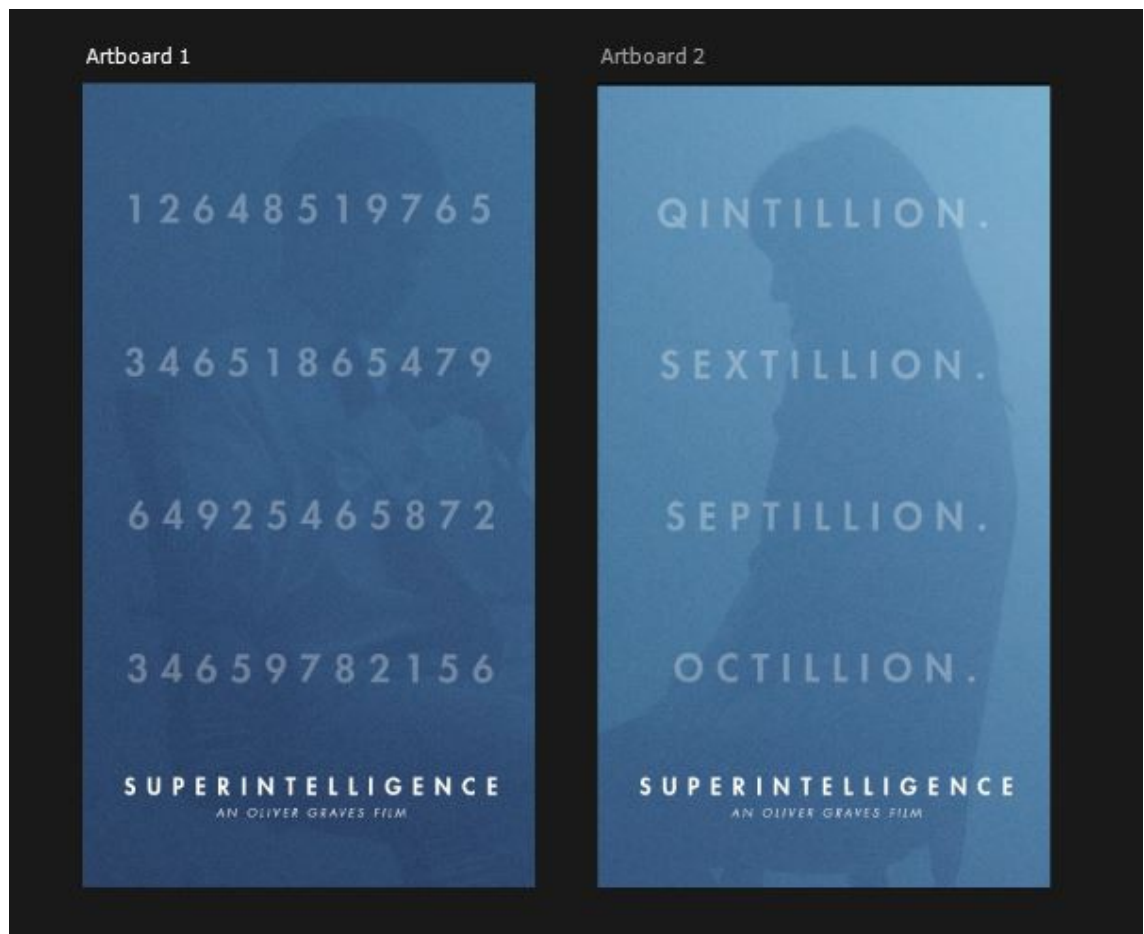 Artboard 1
12648519765
34651865479
64925465872
34659782156
SUPERINTELLIGENCE
AN OLIVER GRAVES FILM
Artboard 2
QINTILLION.
SEXTILLION.
SEPTILLION.
OCTILLION.
SUPERINTELLIGENCE
AN OLIVER GRAVES FILM